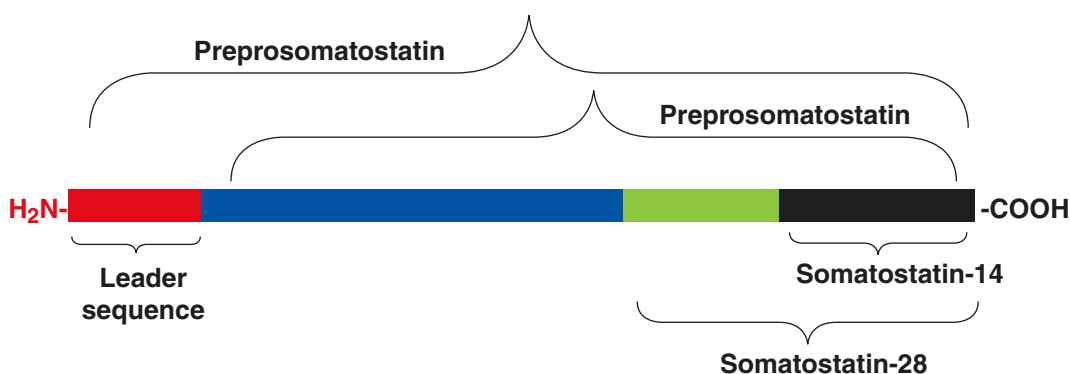 Preprosomatostatin
Preprosomatostatin
H₂N-
-COOH
Leader
sequence
Somatostatin-14
Somatostatin-28